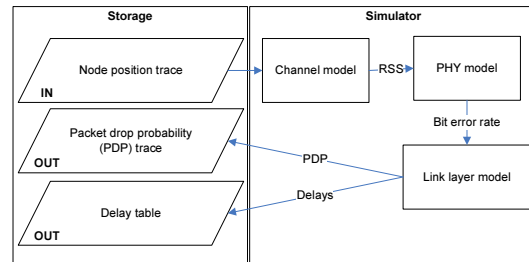 Storage
Simulator
Node position trace
IN
Channel model
RSS
PHY model
Bit error rate
Packet drop probability
(PDP) trace
OUT
PDP
Link layer model
Delays
Delay table
OUT